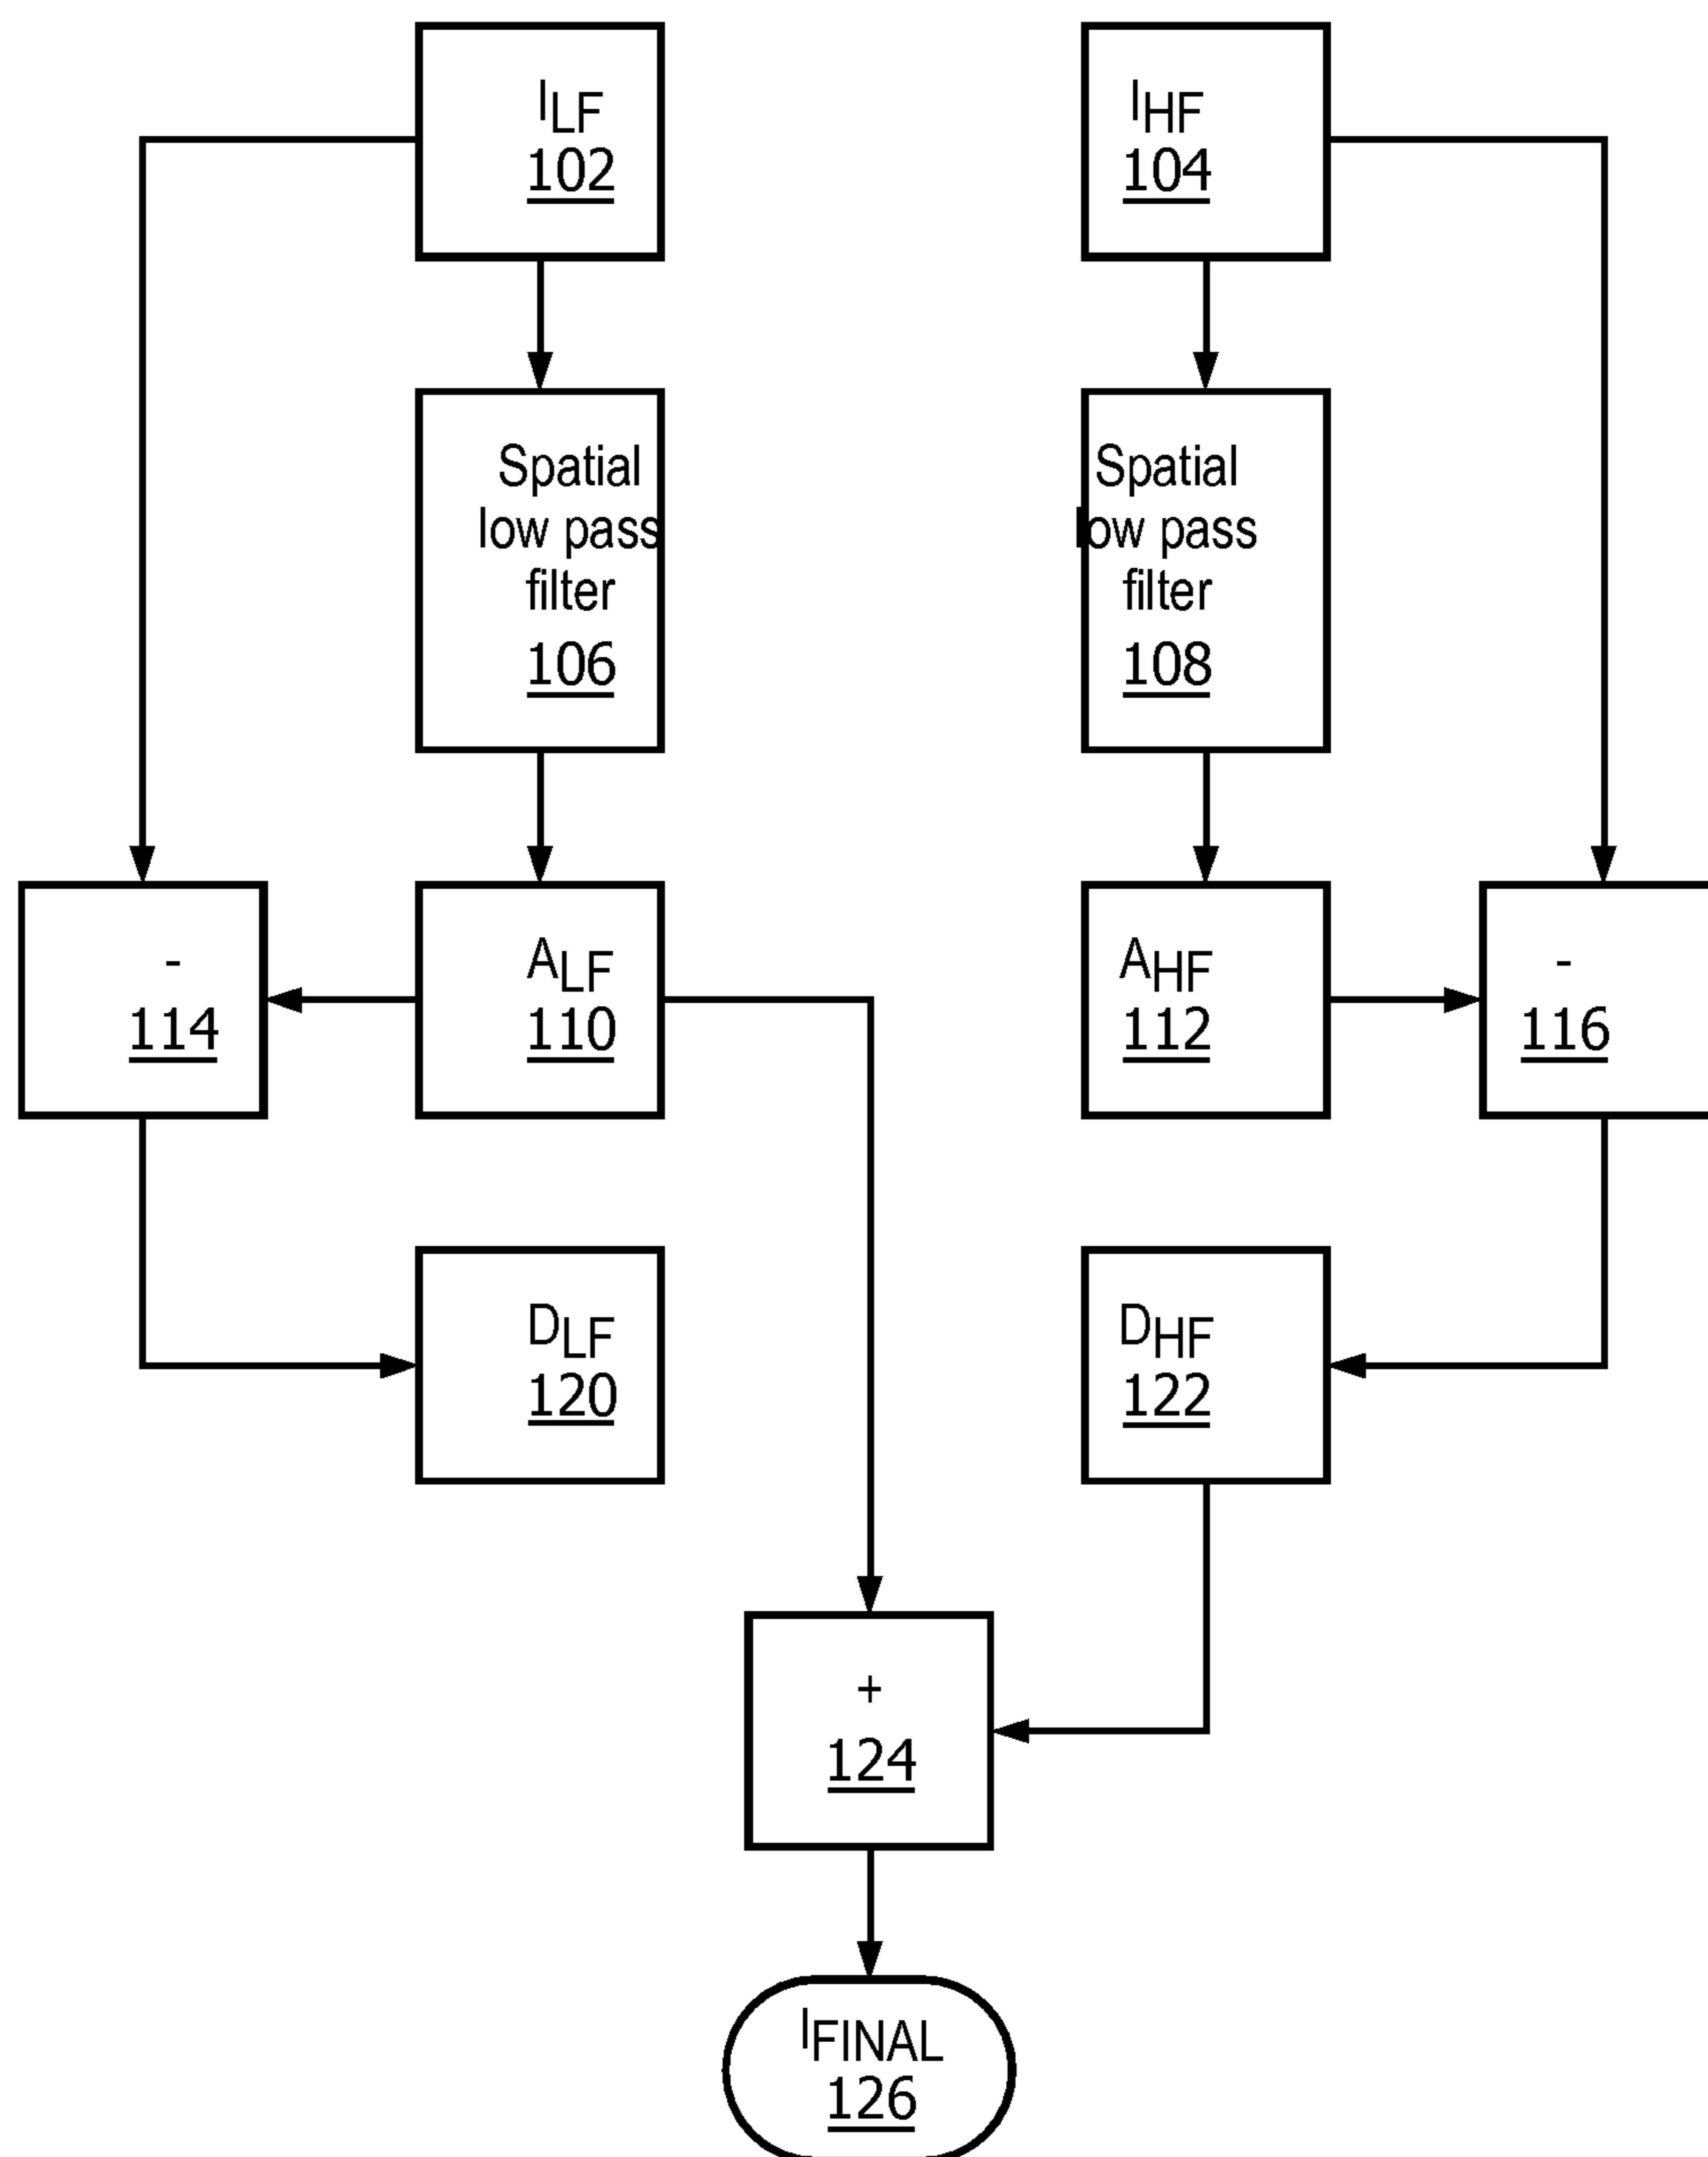 ILF
102
IHF
104
Spatial
low pass
filter
106
Spatial
low pass
filter
108
-
114
ALF
110
AHF
112
-
116
DLF
120
DHF
122
+
124
IFINAL
126